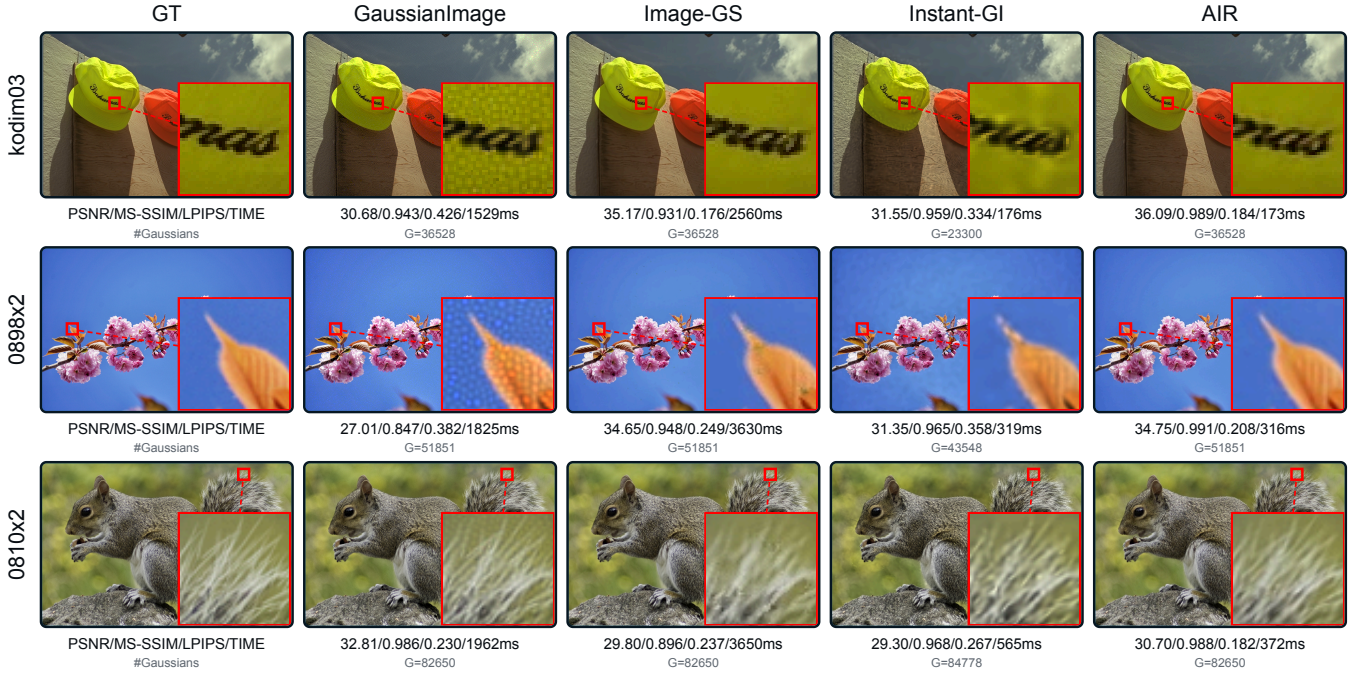 GT GaussianImage Image-GS Instant-GI AIR
kodim03
mas mas mas mas mas
PSNR/MS-SSIM/LPIPS/TIME 30.68/0.943/0.426/1529ms 35.17/0.931/0.176/2560ms 31.55/0.959/0.334/176ms 36.09/0.989/0.184/173ms
#Gaussians G=36528 G=36528 G=23300 G=36528
0898x2
PSNR/MS-SSIM/LPIPS/TIME 27.01/0.847/0.382/1825ms 34.65/0.948/0.249/3630ms 31.35/0.965/0.358/319ms 34.75/0.991/0.208/316ms
#Gaussians G=51851 G=51851 G=43548 G=51851
0810x2
PSNR/MS-SSIM/LPIPS/TIME 32.81/0.986/0.230/1962ms 29.80/0.896/0.237/3650ms 29.30/0.968/0.267/565ms 30.70/0.988/0.182/372ms
#Gaussians G=82650 G=82650 G=84778 G=82650